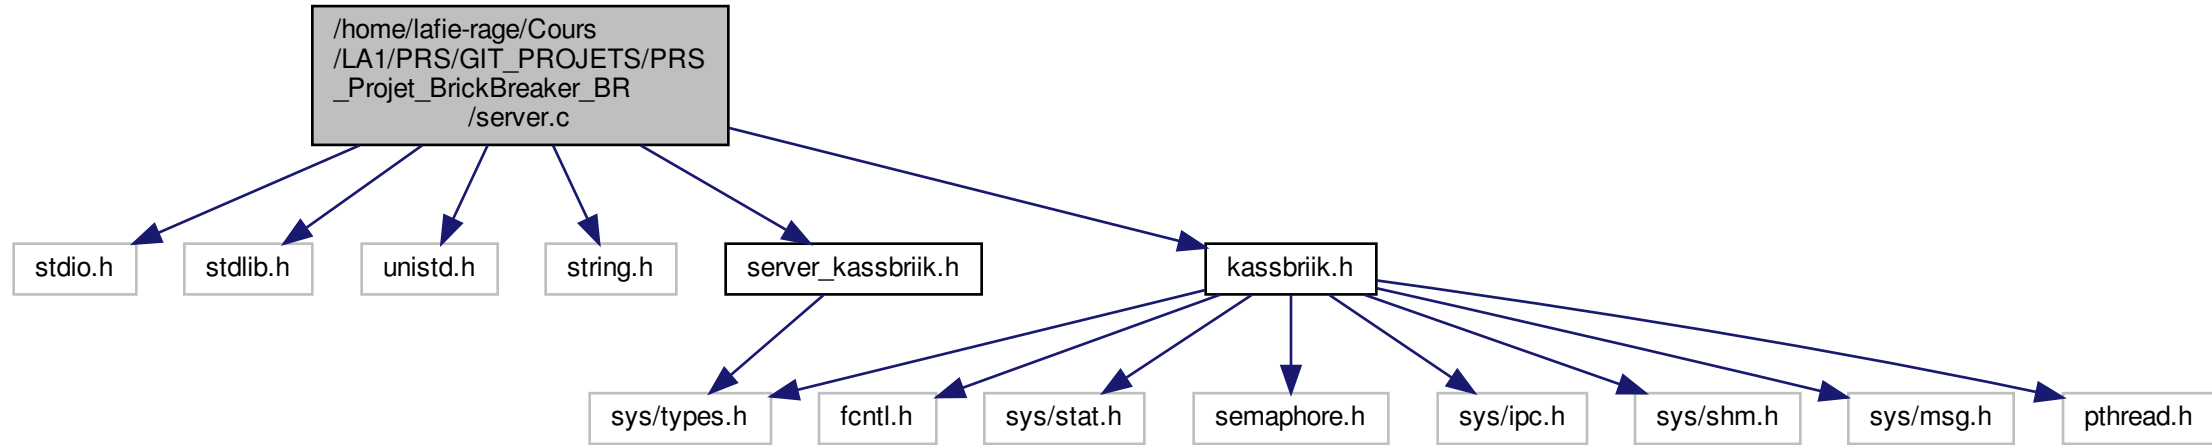 /home/lafie-rage/Cours
/LA1/PRS/GIT_PROJETS/PRS
_Projet_BrickBreaker_BR
/server.c
stdio.h
stdlib.h
unistd.h
string.h
server_kassbriik.h
kassbriik.h
sys/types.h
fcntl.h
sys/stat.h
semaphore.h
sys/ipc.h
sys/shm.h
sys/msg.h
pthread.h